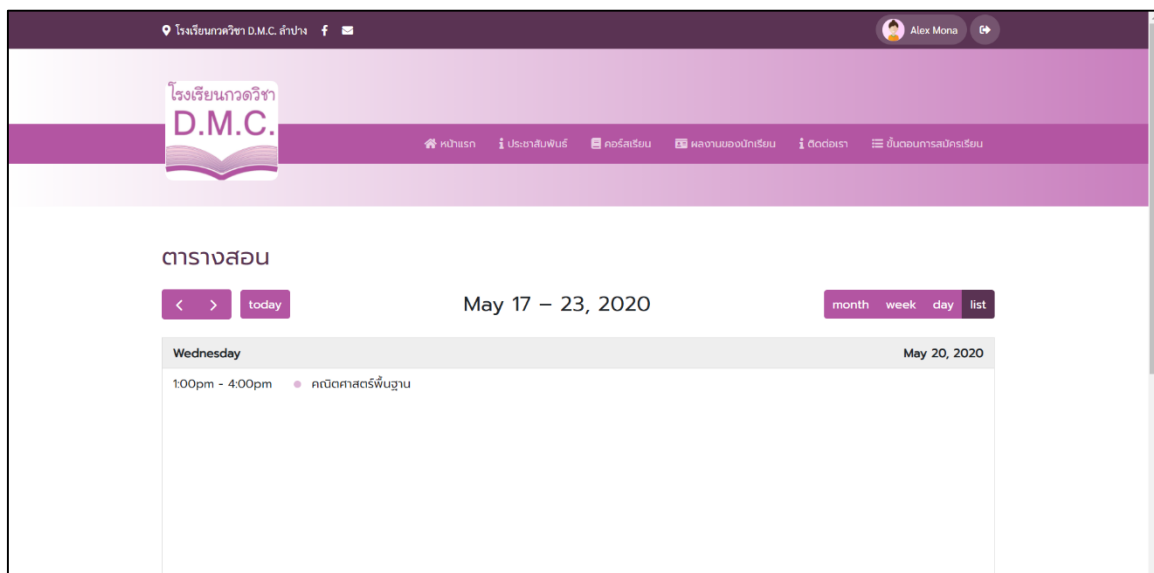 โรงเรียนกวดวิชา D.M.C. ลำปาง
Alex Mona
โรงเรียนกวดวิชา
D.M.C.
หน้าแรก ประชาสัมพันธ์ คอร์สเรียน ผลงานของนักเรียน ติดต่อเรา ขั้นตอนการสมัครเรียน
ตารางสอน
today May 17 – 23, 2020 month week day list
Wednesday May 20, 2020
1:00pm - 4:00pm คณิตศาสตร์พื้นฐาน